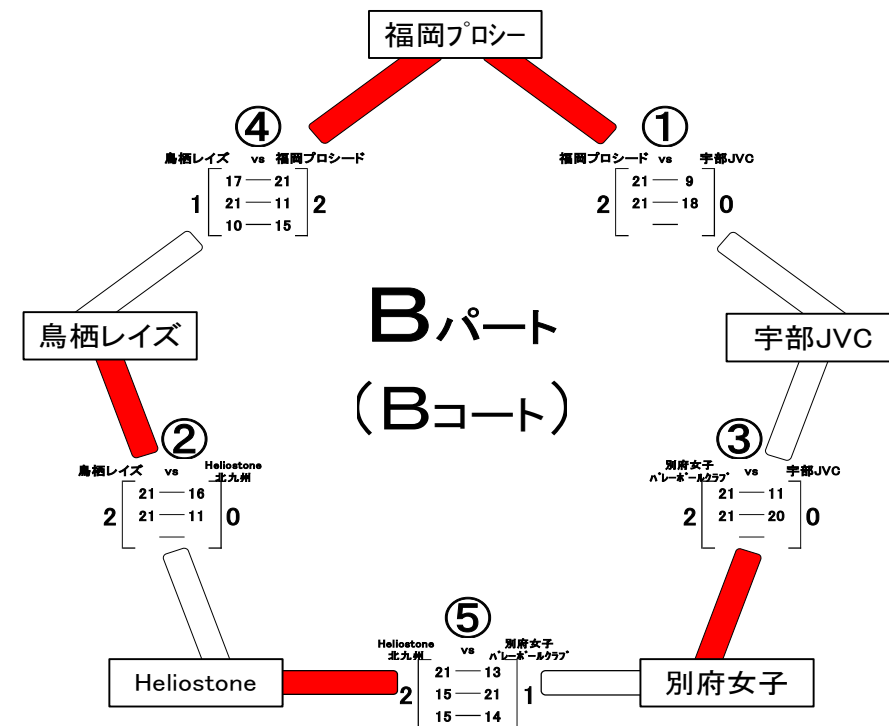 福岡プロシー
④
鳥栖レイズ vs 福岡プロシード
1
17 — 21
21 — 11
10 — 15
2
①
福岡プロシード vs 宇部JVC
2
21 — 9
21 — 18
—
0
Bパート
(Bコート)
鳥栖レイズ
宇部JVC
②
鳥栖レイズ vs Heliostone
北九州
2
21 — 16
21 — 11
—
0
③
別府女子
バレーボールクラブ vs 宇部JVC
2
21 — 11
21 — 20
—
0
⑤
Heliostone
北九州 vs 別府女子
バレーボールクラブ
2
21 — 13
15 — 21
15 — 14
1
Heliostone
別府女子